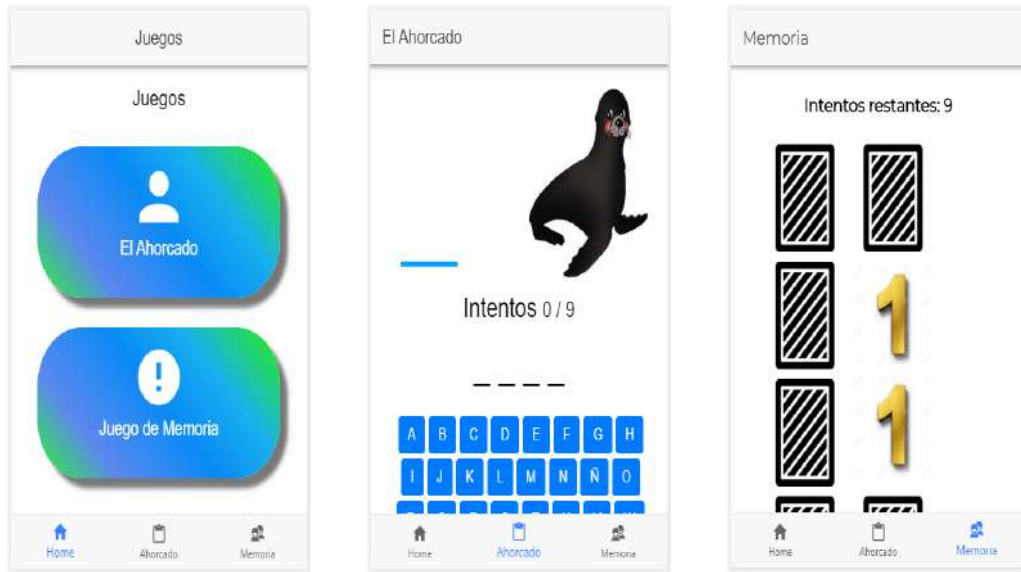 Juegos
Juegos
El Ahorcado
Juego de Memoria
Home Ahorcado Memoria
El Ahorcado
Intentos 0 / 9
_ _ _ _
A B C D E F G H
I J K L M N Ñ O
Home Ahorcado Memoria
Memoria
Intentos restantes: 9
1
1
Home Ahorcado Memoria